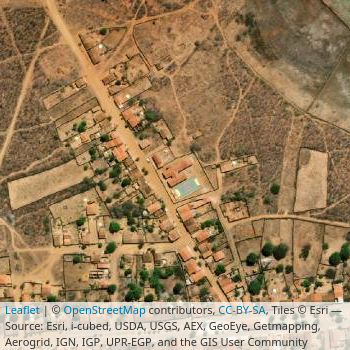 Leaflet | © OpenStreetMap contributors, CC-BY-SA, Tiles © Esri —
Source: Esri, i-cubed, USDA, USGS, AEX, GeoEye, Getmapping,
Aerogrid, IGN, IGP, UPR-EGP, and the GIS User Community